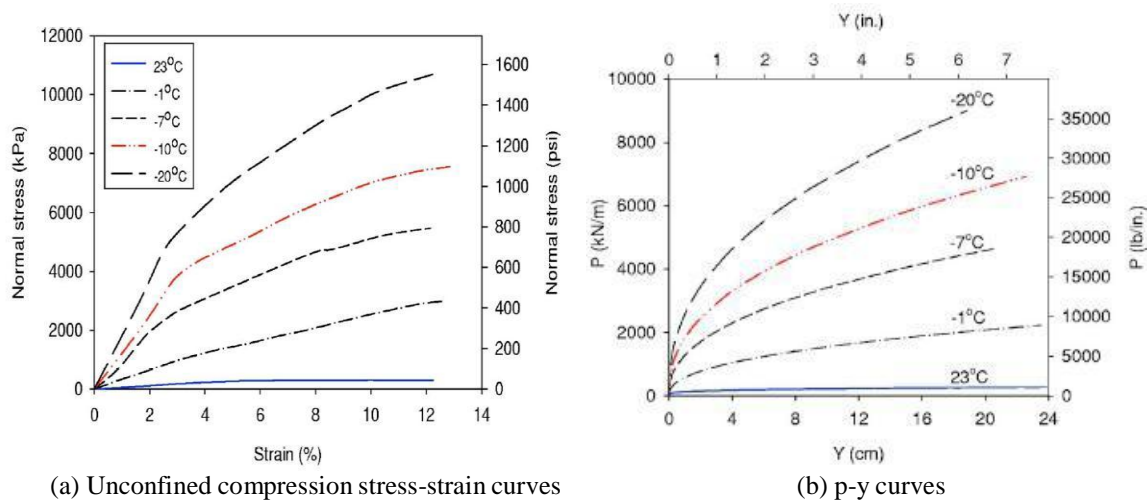 12000
10000
8000
6000
4000
2000
0
Normal stress (kPa)
23°C
-1°C
-7°C
-10°C
-20°C
1600
1400
1200
1000
800
600
400
200
0
Normal stress (psi)
0 2 4 6 8 10 12 14
Strain (%)
(a) Unconfined compression stress-strain curves
Y (in.)
0 1 2 3 4 5 6 7
10000
8000
6000
4000
2000
0
P (kN/m)
-20°C
-10°C
-7°C
-1°C
23°C
35000
30000
25000
20000
15000
10000
5000
0
P (lb/in.)
0 4 8 12 16 20 24
Y (cm)
(b) p-y curves